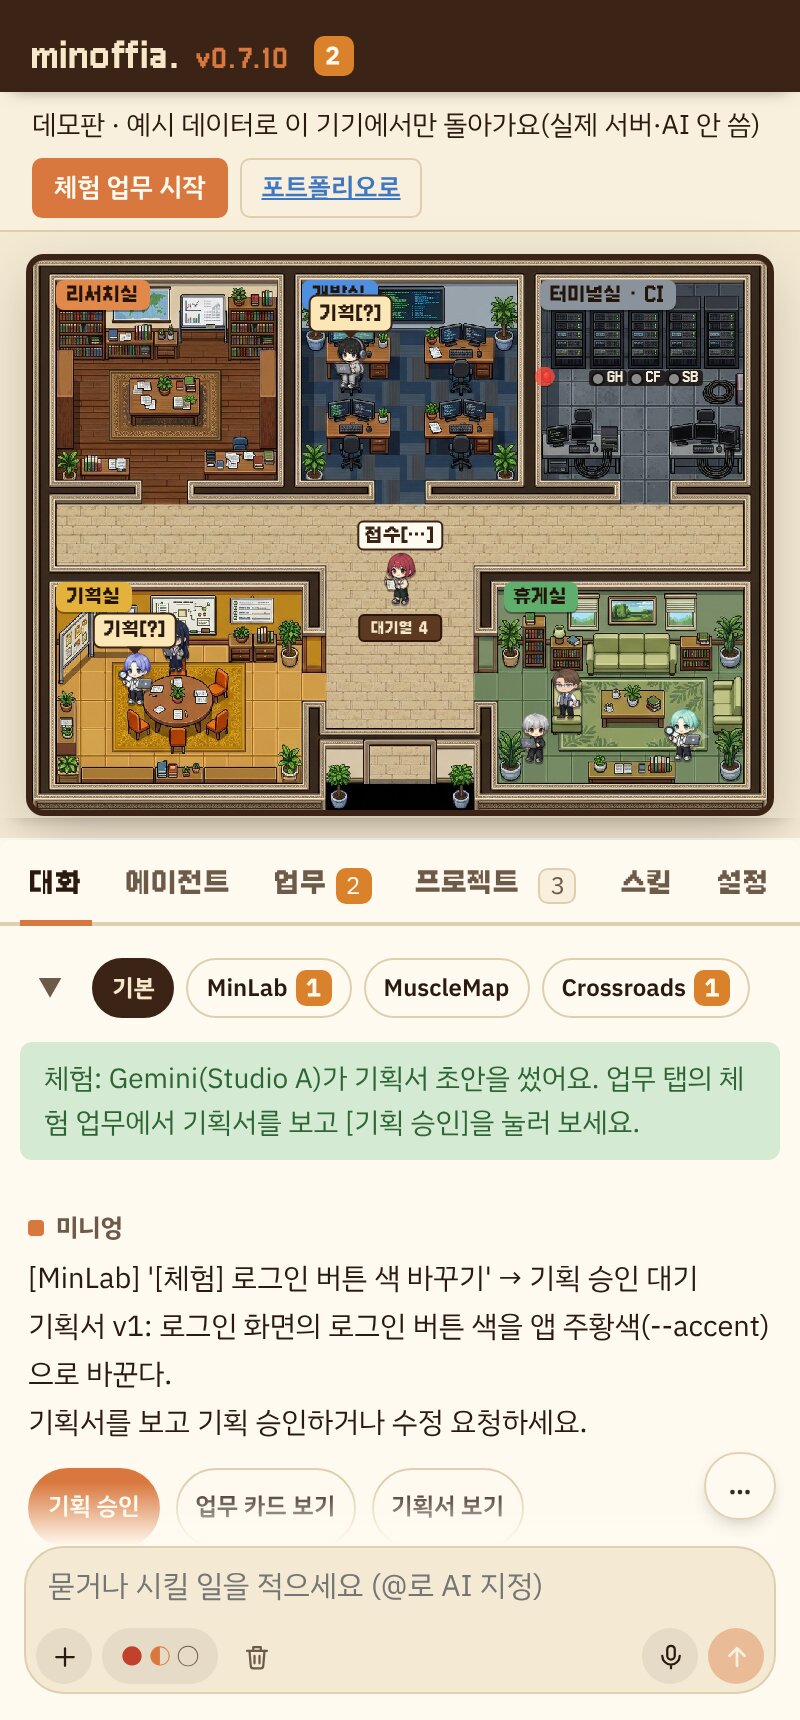 minoffia. v0.7.10 2
데모판 · 예시 데이터로 이 기기에서만 돌아가요(실제 서버·AI 안 씀)
체험 업무 시작 포트폴리오로
리서치실
기획[?]
터미널실 · CI
GH CF SB
접수[…]
대기열 4
기획실
기획[?]
휴게실
대화 에이전트 업무 2 프로젝트 3 스킬 설정
기본 MinLab 1 MuscleMap Crossroads 1
체험: Gemini(Studio A)가 기획서 초안을 썼어요. 업무 탭의 체
험 업무에서 기획서를 보고 [기획 승인]을 눌러 보세요.
미니엉
[MinLab] '[체험] 로그인 버튼 색 바꾸기' → 기획 승인 대기
기획서 v1: 로그인 화면의 로그인 버튼 색을 앱 주황색(--accent)
으로 바꾼다.
기획서를 보고 기획 승인하거나 수정 요청하세요.
기획 승인 업무 카드 보기 기획서 보기
묻거나 시킬 일을 적으세요 (@로 AI 지정)